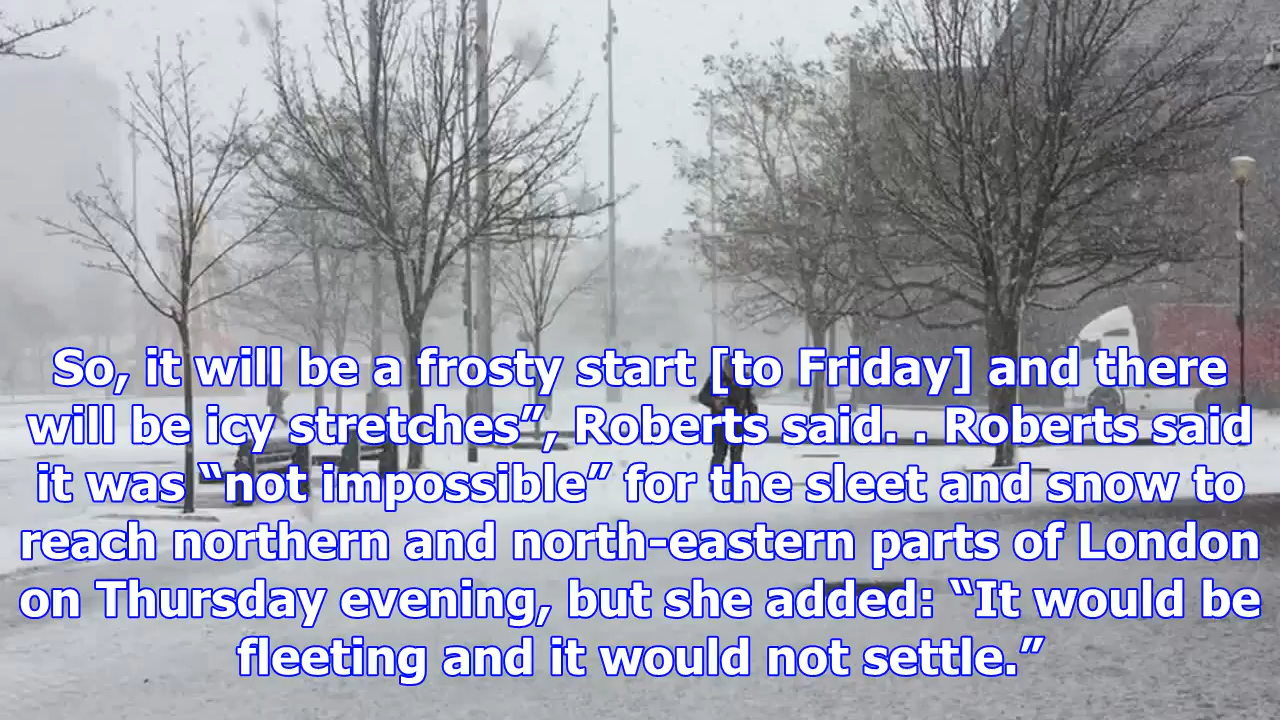 So, it will be a frosty start [to Friday] and there
will be icy stretches”, Roberts said. . Roberts said
it was “not impossible” for the sleet and snow to
reach northern and north-eastern parts of London
on Thursday evening, but she added: “It would be
fleeting and it would not settle.”